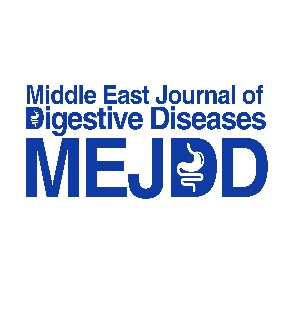 Middle East Journal of
Digestive Diseases
MEJDD